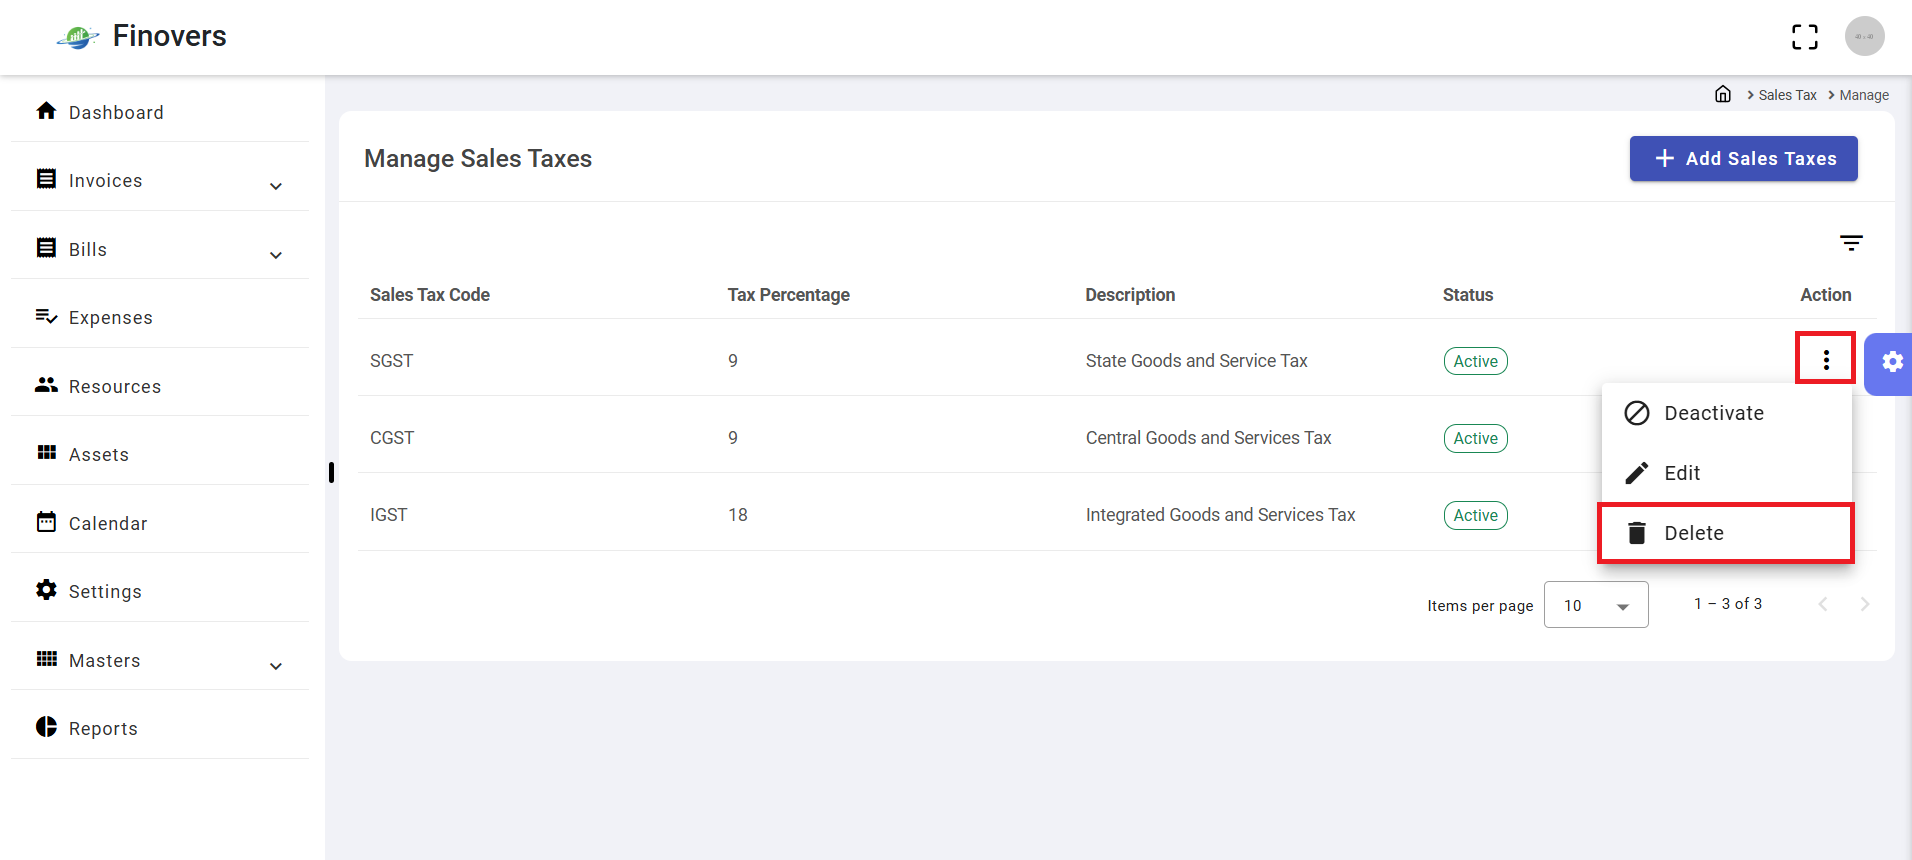 Finovers
40 x 40
Sales Tax
Manage
Dashboard
Invoices
Bills
Expenses
Resources
Assets
Calendar
Settings
Masters
Reports
Manage Sales Taxes
Add Sales Taxes
Sales Tax Code Tax Percentage Description Status Action
SGST 9 State Goods and Service Tax Active
CGST 9 Central Goods and Services Tax Active
IGST 18 Integrated Goods and Services Tax Active
Deactivate
Edit
Delete
Items per page 10 1 – 3 of 3